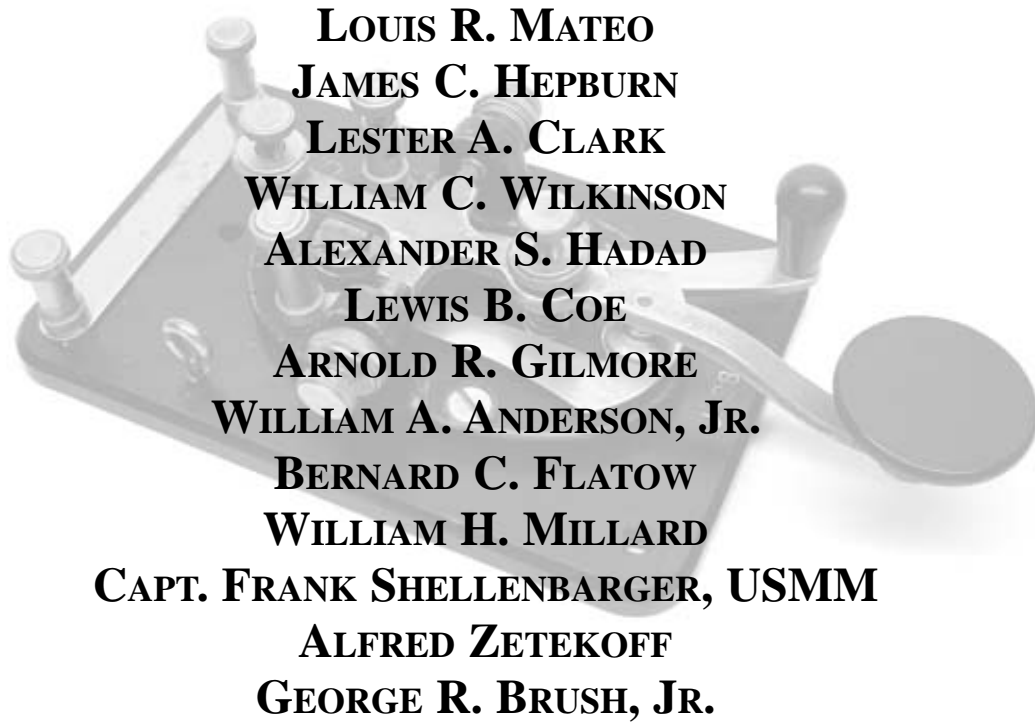 LOUIS R. MATEO
JAMES C. HEPBURN
LESTER A. CLARK
WILLIAM C. WILKINSON
ALEXANDER S. HADAD
LEWIS B. COE
ARNOLD R. GILMORE
WILLIAM A. ANDERSON, JR.
BERNARD C. FLATOW
WILLIAM H. MILLARD
CAPT. FRANK SHELLENBARGER, USMM
ALFRED ZETEKOFF
GEORGE R. BRUSH, JR.